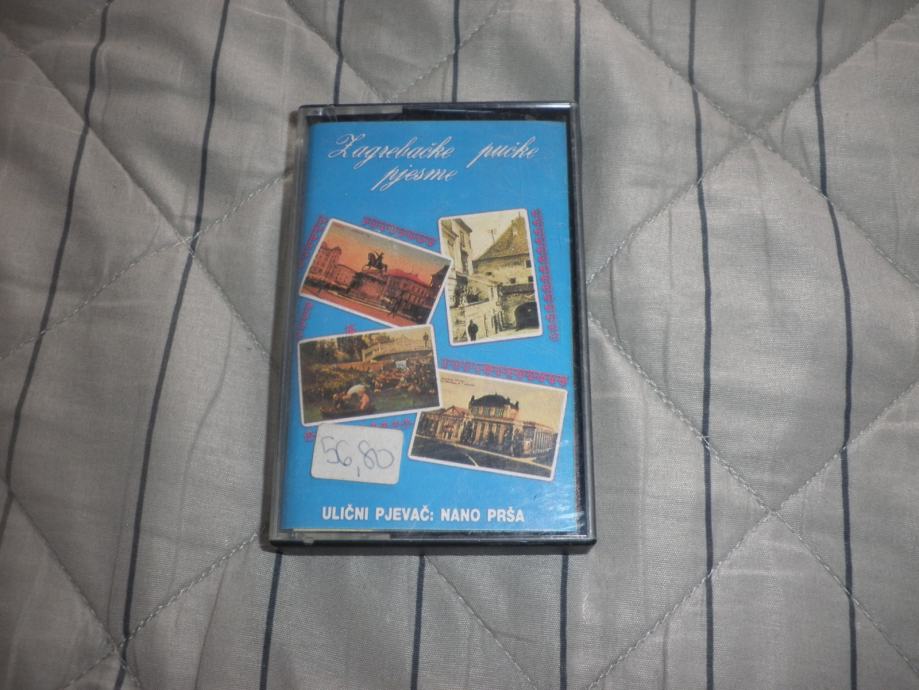 Zagrebačke pučke
pjesme
56,80
ULIČNI PJEVAČ: NANO PRŠA